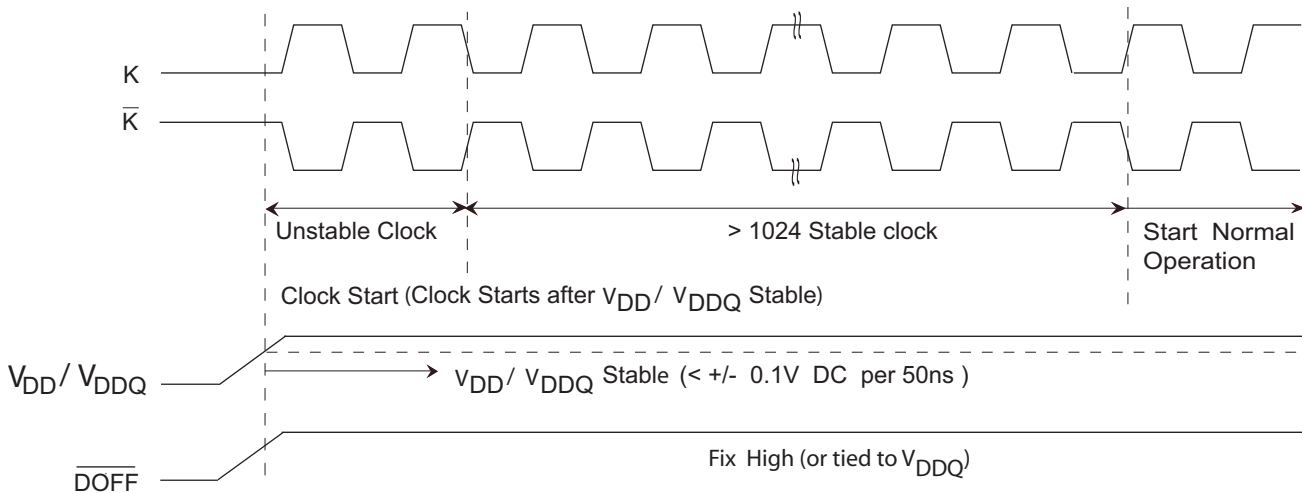 K
K̅
Unstable Clock
> 1024 Stable clock
Start Normal
Operation
Clock Start (Clock Starts after VDD / VDDQ Stable)
VDD / VDDQ
VDD / VDDQ Stable (< +/- 0.1V DC per 50ns )
Fix High (or tied to VDDQ)
D̅O̅F̅F̅